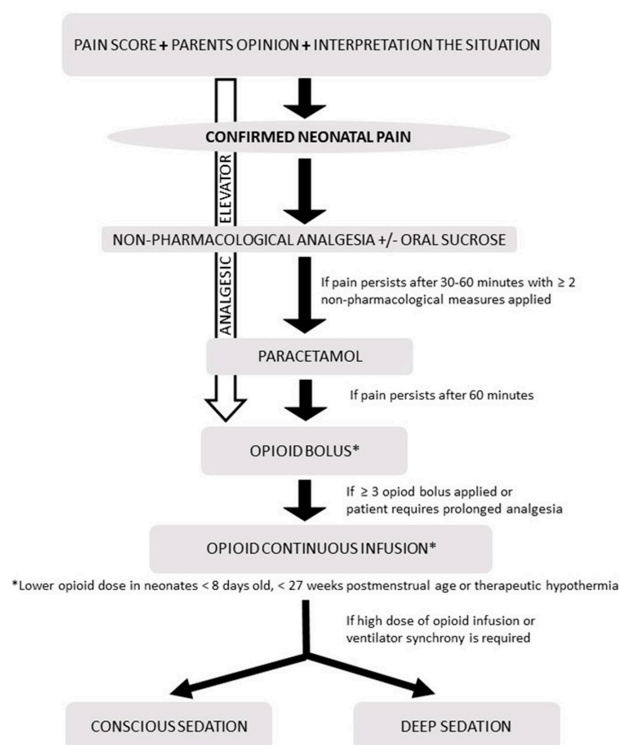 PAIN SCORE + PARENTS OPINION + INTERPRETATION THE SITUATION
CONFIRMED NEONATAL PAIN
ANALGESIC ELEVATOR
NON-PHARMACOLOGICAL ANALGESIA +/- ORAL SUCROSE
If pain persists after 30-60 minutes with ≥ 2
non-pharmacological measures applied
PARACETAMOL
If pain persists after 60 minutes
OPIOID BOLUS*
If ≥ 3 opiod bolus applied or
patient requires prolonged analgesia
OPIOID CONTINUOUS INFUSION*
*Lower opioid dose in neonates < 8 days old, < 27 weeks postmenstrual age or therapeutic hypothermia
If high dose of opioid infusion or
ventilator synchrony is required
CONSCIOUS SEDATION
DEEP SEDATION